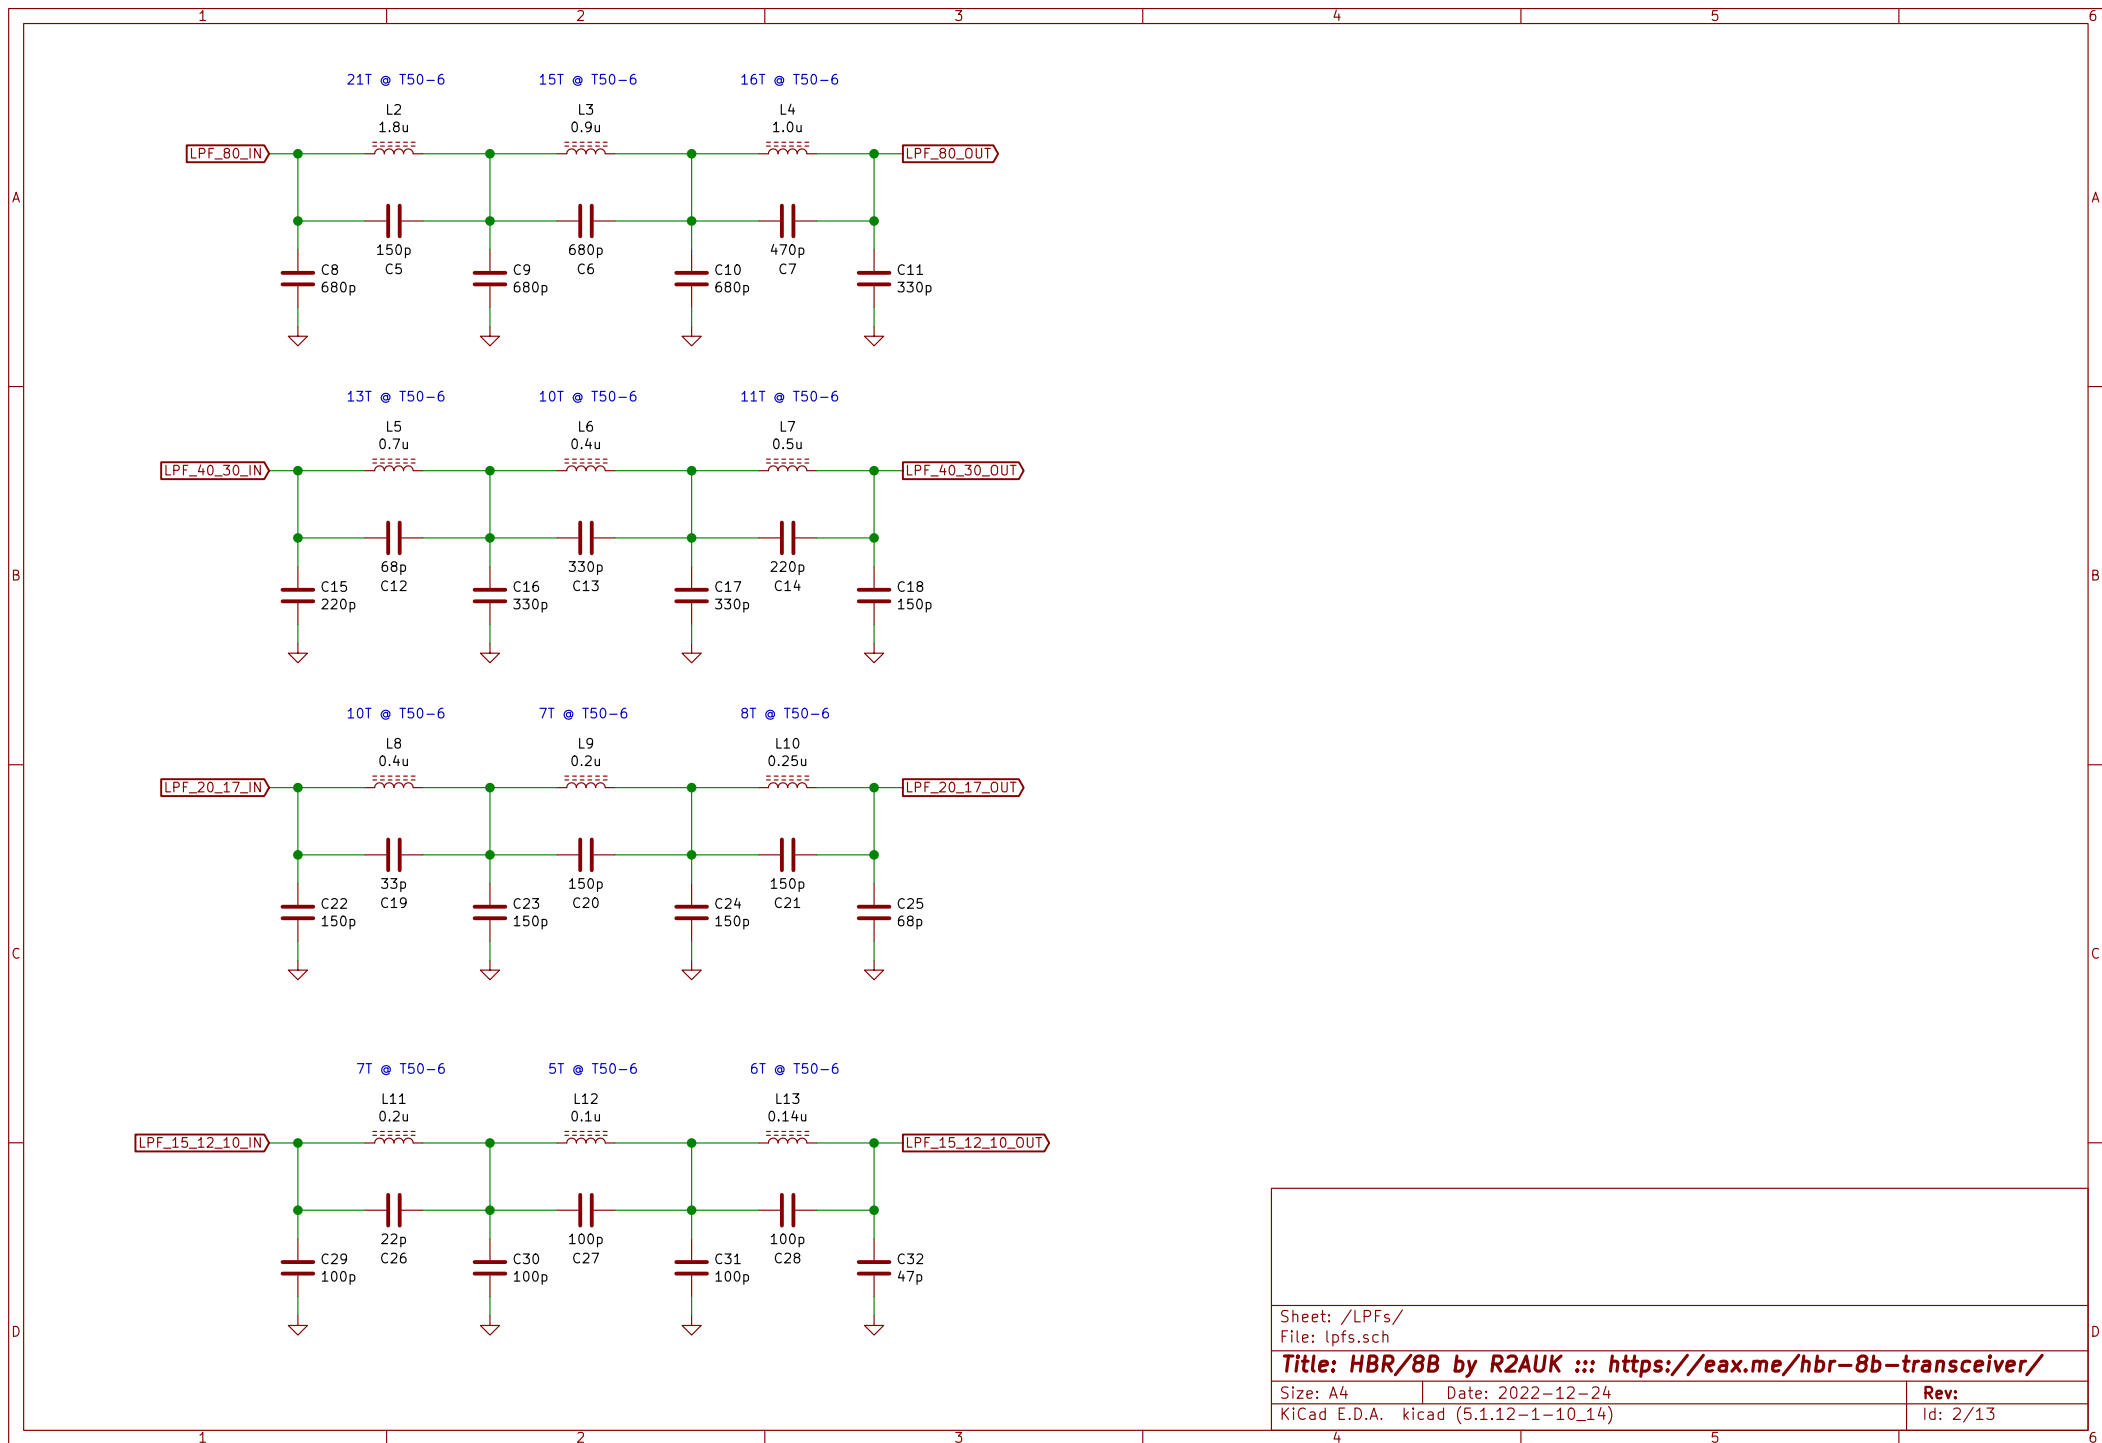 1 2 3 4 5 6
21T @ T50-6 15T @ T50-6 16T @ T50-6
L2 L3 L4
1.8u 0.9u 1.0u
LPF_80_IN LPF_80_OUT
A A
150p 680p 470p
C5 C6 C7
C8 C9 C10 C11
680p 680p 680p 330p
13T @ T50-6 10T @ T50-6 11T @ T50-6
L5 L6 L7
0.7u 0.4u 0.5u
LPF_40_30_IN LPF_40_30_OUT
68p 330p 220p
B B
C12 C13 C14
C15 C16 C17 C18
220p 330p 330p 150p
10T @ T50-6 7T @ T50-6 8T @ T50-6
L8 L9 L10
0.4u 0.2u 0.25u
LPF_20_17_IN LPF_20_17_OUT
33p 150p 150p
C19 C20 C21
C22 C23 C24 C25
150p 150p 150p 68p
C C
7T @ T50-6 5T @ T50-6 6T @ T50-6
L11 L12 L13
0.2u 0.1u 0.14u
LPF_15_12_10_IN LPF_15_12_10_OUT
22p 100p 100p
C26 C27 C28
C29 C30 C31 C32
100p 100p 100p 47p
D D
Sheet: /LPFs/
File: lpfs.sch
Title: HBR/8B by R2AUK ::: https://eax.me/hbr-8b-transceiver/
Size: A4 Date: 2022-12-24 Rev:
KiCad E.D.A. kicad (5.1.12-1-10_14) Id: 2/13
1 2 3 4 5 6